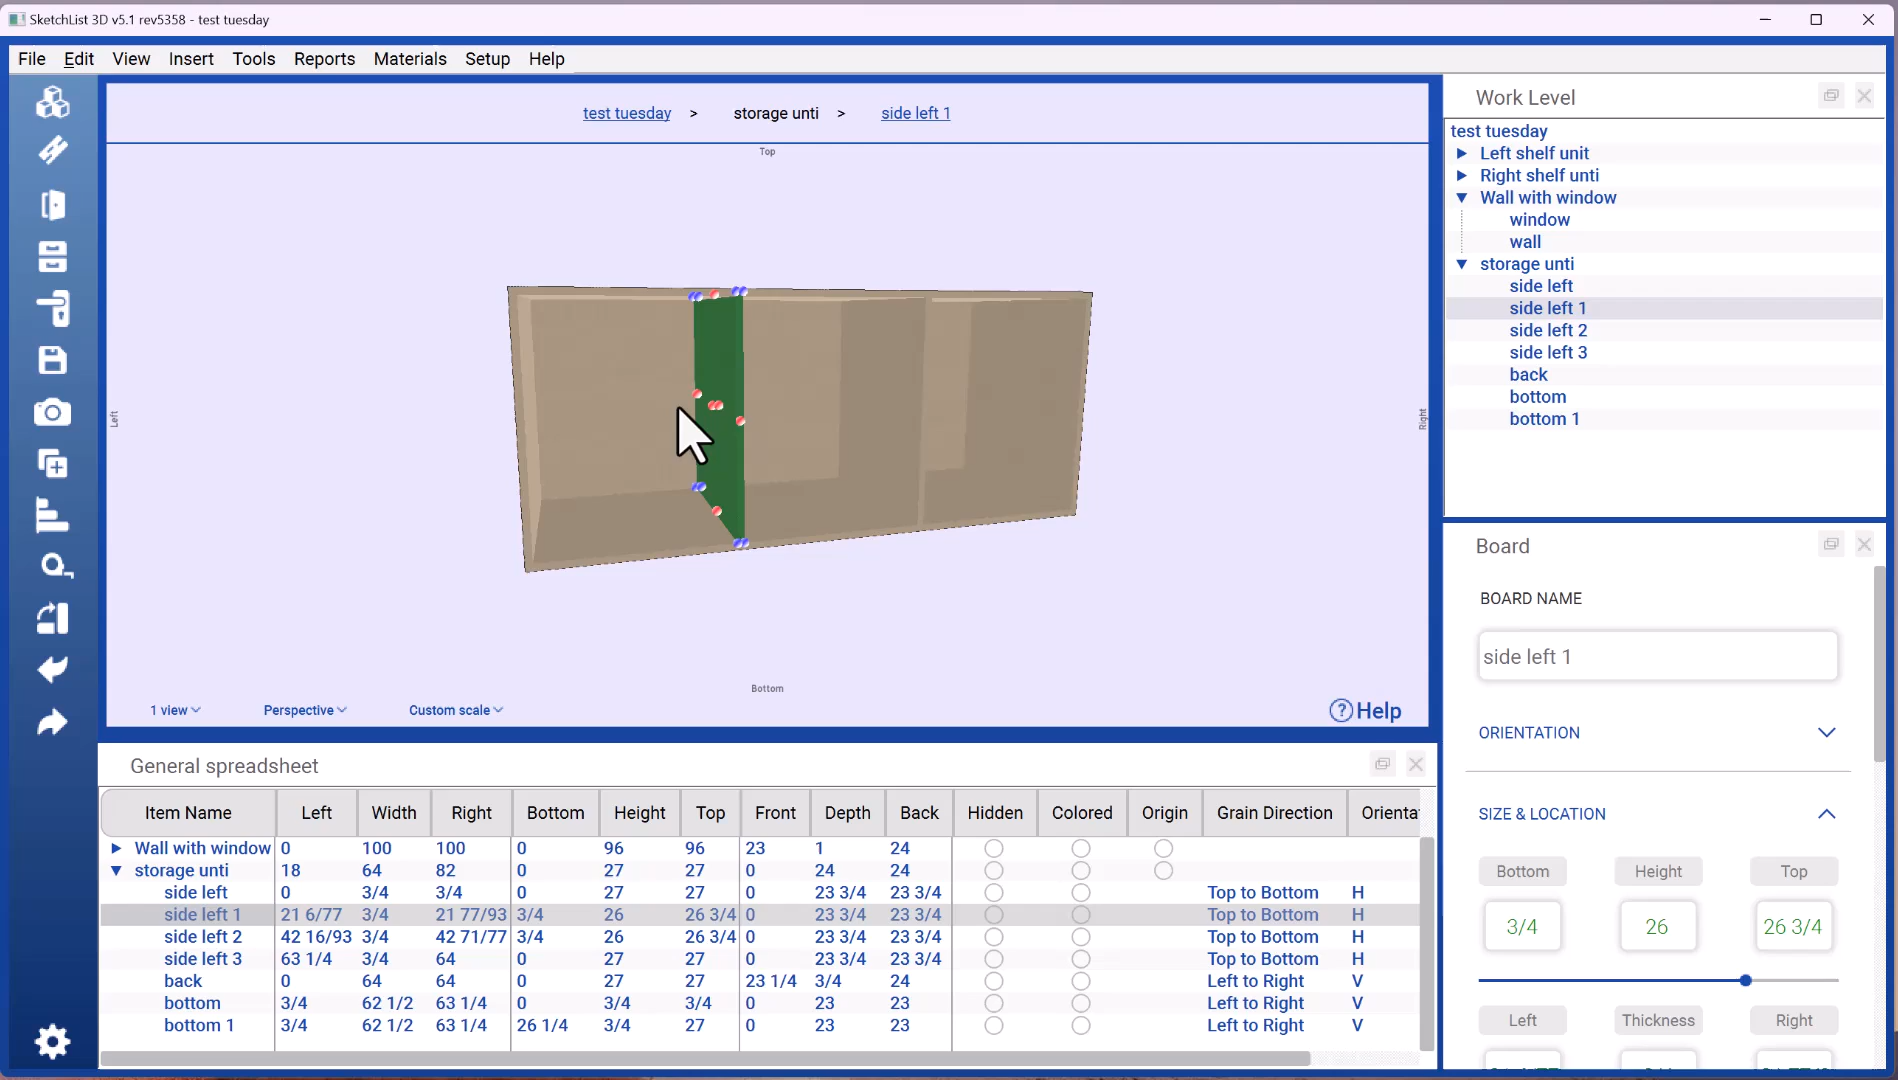 SketchList 3D v5.1 rev5358 - test tuesday
File Edit View Insert Tools Reports Materials Setup Help
test tuesday > storage unti > side left 1
Top
Left
Right
Bottom
1 view Perspective Custom scale
? Help
Work Level
test tuesday
Left shelf unit
Right shelf unti
Wall with window
window
wall
storage unti
side left
side left 1
side left 2
side left 3
back
bottom
bottom 1
Board
BOARD NAME
side left 1
ORIENTATION
SIZE & LOCATION
Bottom Height Top
3/4 26 26 3/4
Left Thickness Right
General spreadsheet
Item Name Left Width Right Bottom Height Top Front Depth Back Hidden Colored Origin Grain Direction Orienta
Wall with window 0 100 100 0 96 96 23 1 24
storage unti 18 64 82 0 27 27 0 24 24
side left 0 3/4 3/4 0 27 27 0 23 3/4 23 3/4 Top to Bottom H
side left 1 21 6/77 3/4 21 77/93 3/4 26 26 3/4 0 23 3/4 23 3/4 Top to Bottom H
side left 2 42 16/93 3/4 42 71/77 3/4 26 26 3/4 0 23 3/4 23 3/4 Top to Bottom H
side left 3 63 1/4 3/4 64 0 27 27 0 23 3/4 23 3/4 Top to Bottom H
back 0 64 64 0 27 27 23 1/4 3/4 24 Left to Right V
bottom 3/4 62 1/2 63 1/4 0 3/4 3/4 0 23 23 Left to Right V
bottom 1 3/4 62 1/2 63 1/4 26 1/4 3/4 27 0 23 23 Left to Right V